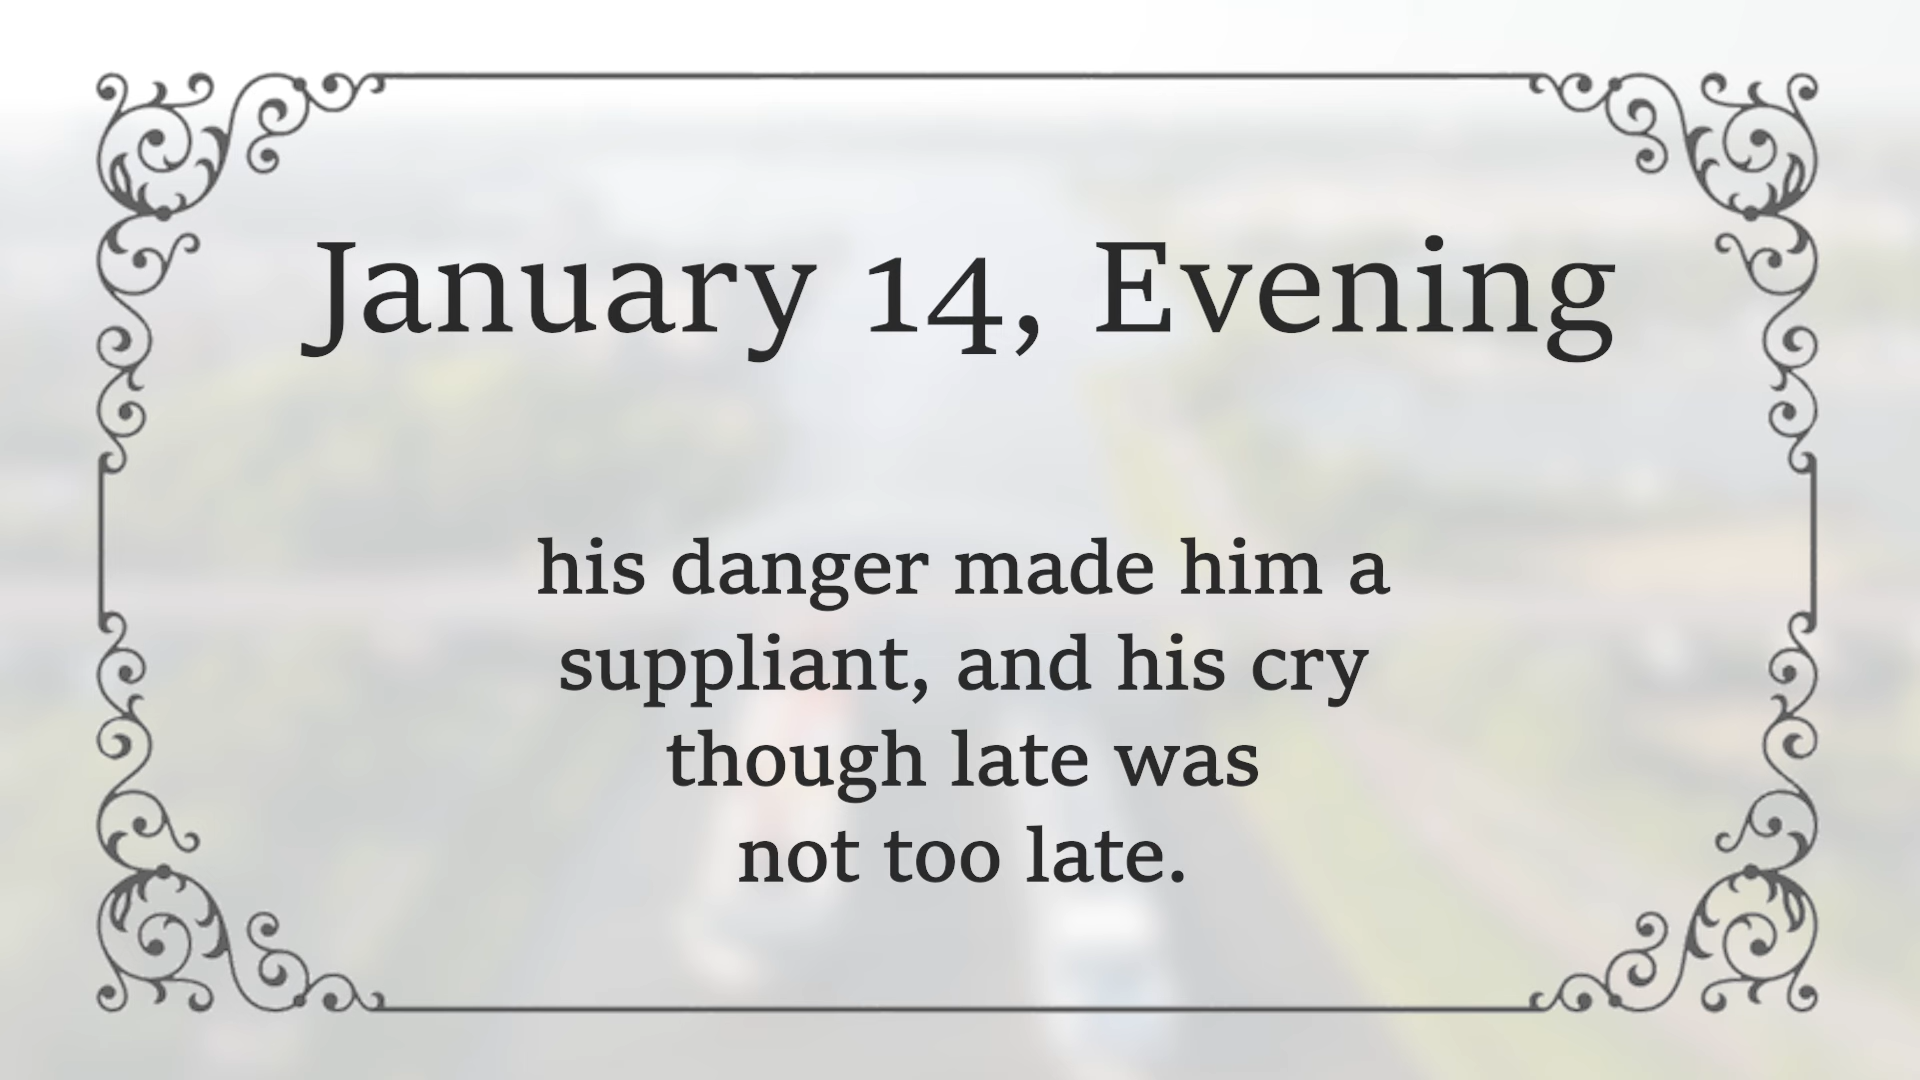 January 14, Evening
his danger made him a
suppliant, and his cry
though late was
not too late.